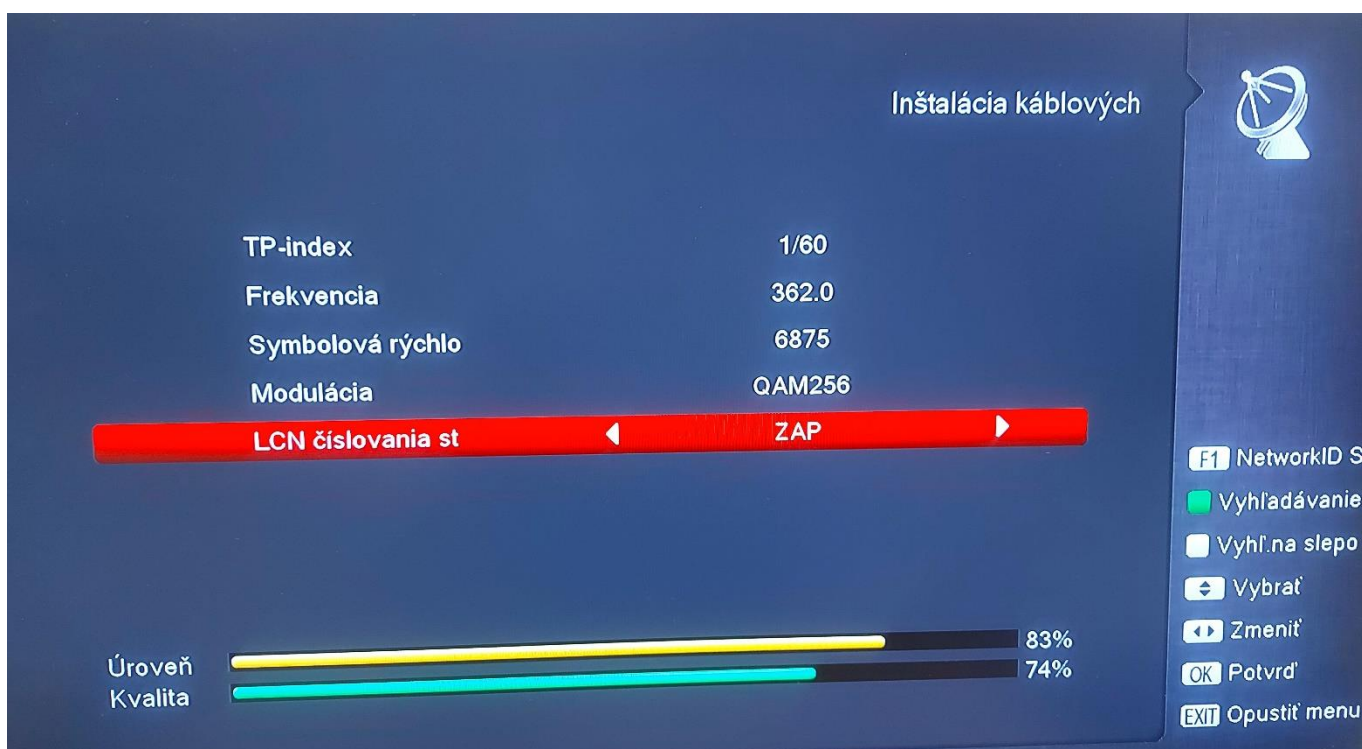 Inštalácia káblových
TP-index 1/60
Frekvencia 362.0
Symbolová rýchlo 6875
Modulácia QAM256
LCN číslovania st ZAP
F1 NetworkID S
Vyhľadávanie
Vyhľ.na slepo
Vybrať
Zmeniť
OK Potvrď
EXIT Opustiť menu
Úroveň 83%
Kvalita 74%